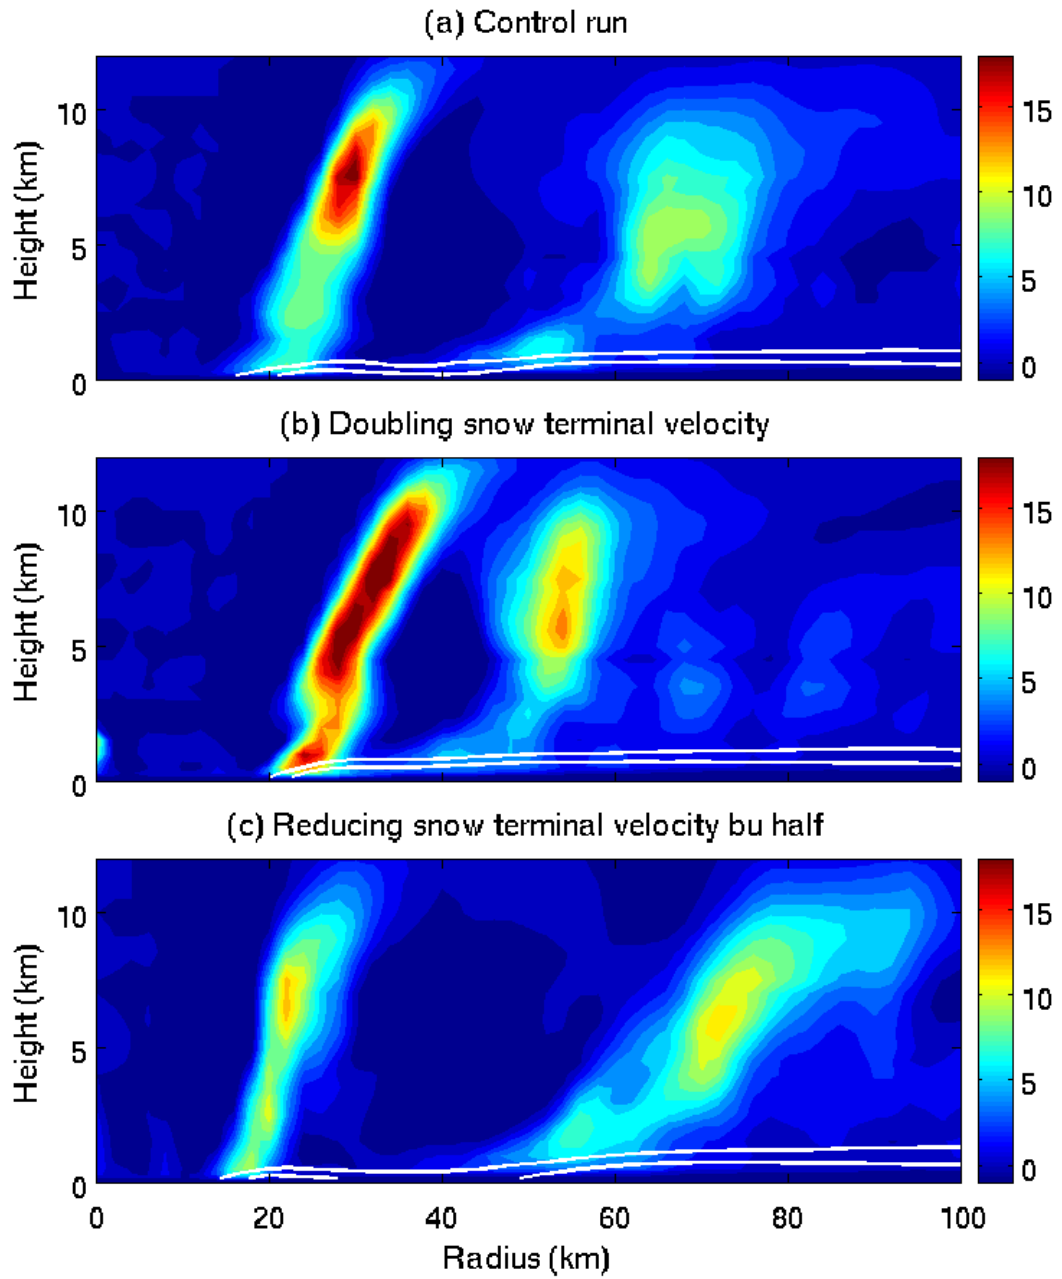 (a) Control run
Height (km)
10
5
0
15
10
5
0
(b) Doubling snow terminal velocity
Height (km)
10
5
0
15
10
5
0
(c) Reducing snow terminal velocity bu half
Height (km)
10
5
0
15
10
5
0
0 20 40 60 80 100
Radius (km)